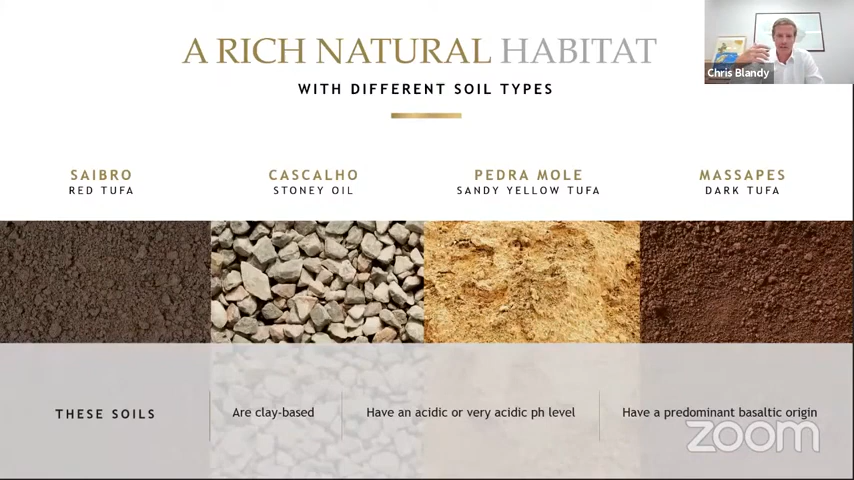 A RICH NATURAL HABITAT
WITH DIFFERENT SOIL TYPES
Chris Blandy
SAIBRO
RED TUFA
CASCALHO
STONEY OIL
PEDRA MOLE
SANDY YELLOW TUFA
MASSAPES
DARK TUFA
THESE SOILS
Are clay-based
Have an acidic or very acidic ph level
Have a predominant basaltic origin
zoom